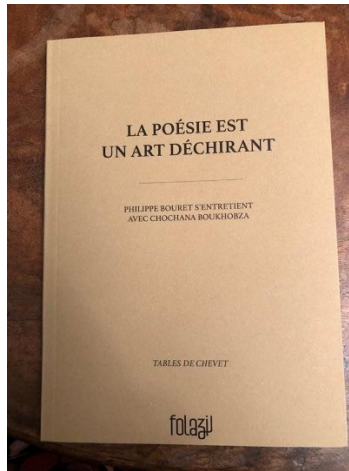 LA POÉSIE EST
UN ART DÉCHIRANT
PHILIPPE BOURET S'ENTRETIENT
AVEC CHOCHANA BOUKHOBZA
TABLES DE CHEVET
folazil